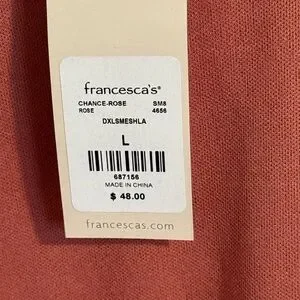 francesca's®
CHANCE-ROSE SM8
ROSE 4656
DXLSMESHLA
L
687156
MADE IN CHINA
$ 48.00
francescas.com